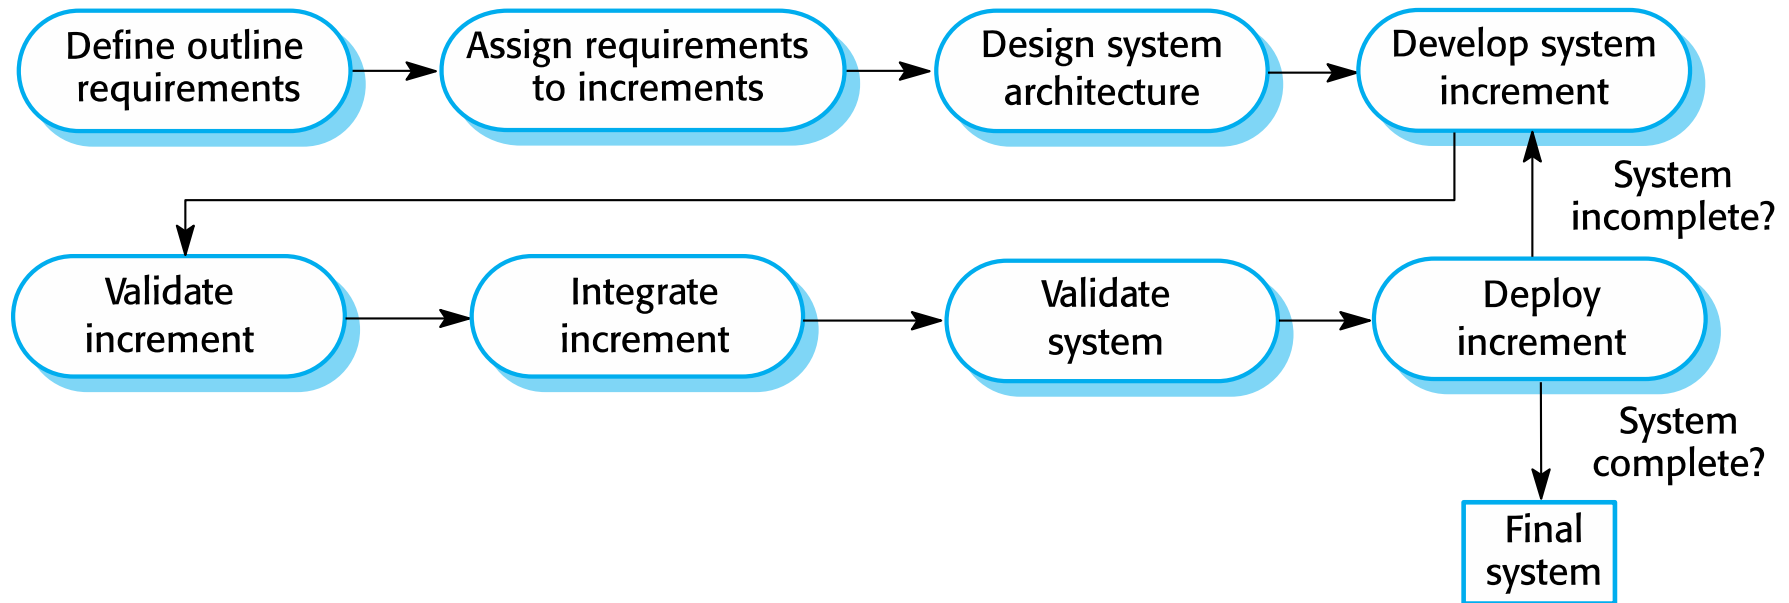 Define outline
requirements
Assign requirements
to increments
Design system
architecture
Develop system
increment
System
incomplete?
Validate
increment
Integrate
increment
Validate
system
Deploy
increment
System
complete?
Final
system